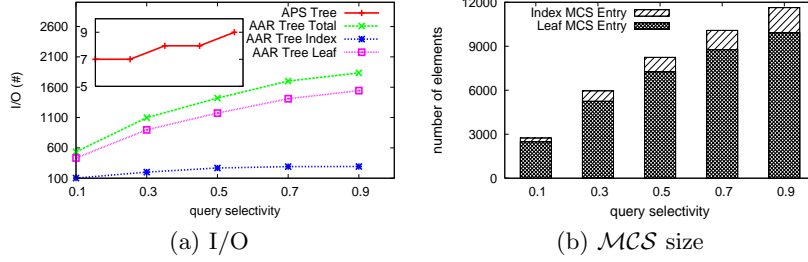 APS Tree
AAR Tree Total
AAR Tree Index
AAR Tree Leaf
9
7
5
2600
2100
1600
1100
600
100
I/O (#)
0.1 0.3 0.5 0.7 0.9
query selectivity
(a) I/O
Index MCS Entry
Leaf MCS Entry
12000
9000
6000
3000
0
number of elements
0.1 0.3 0.5 0.7 0.9
query selectivity
(b) MCS size